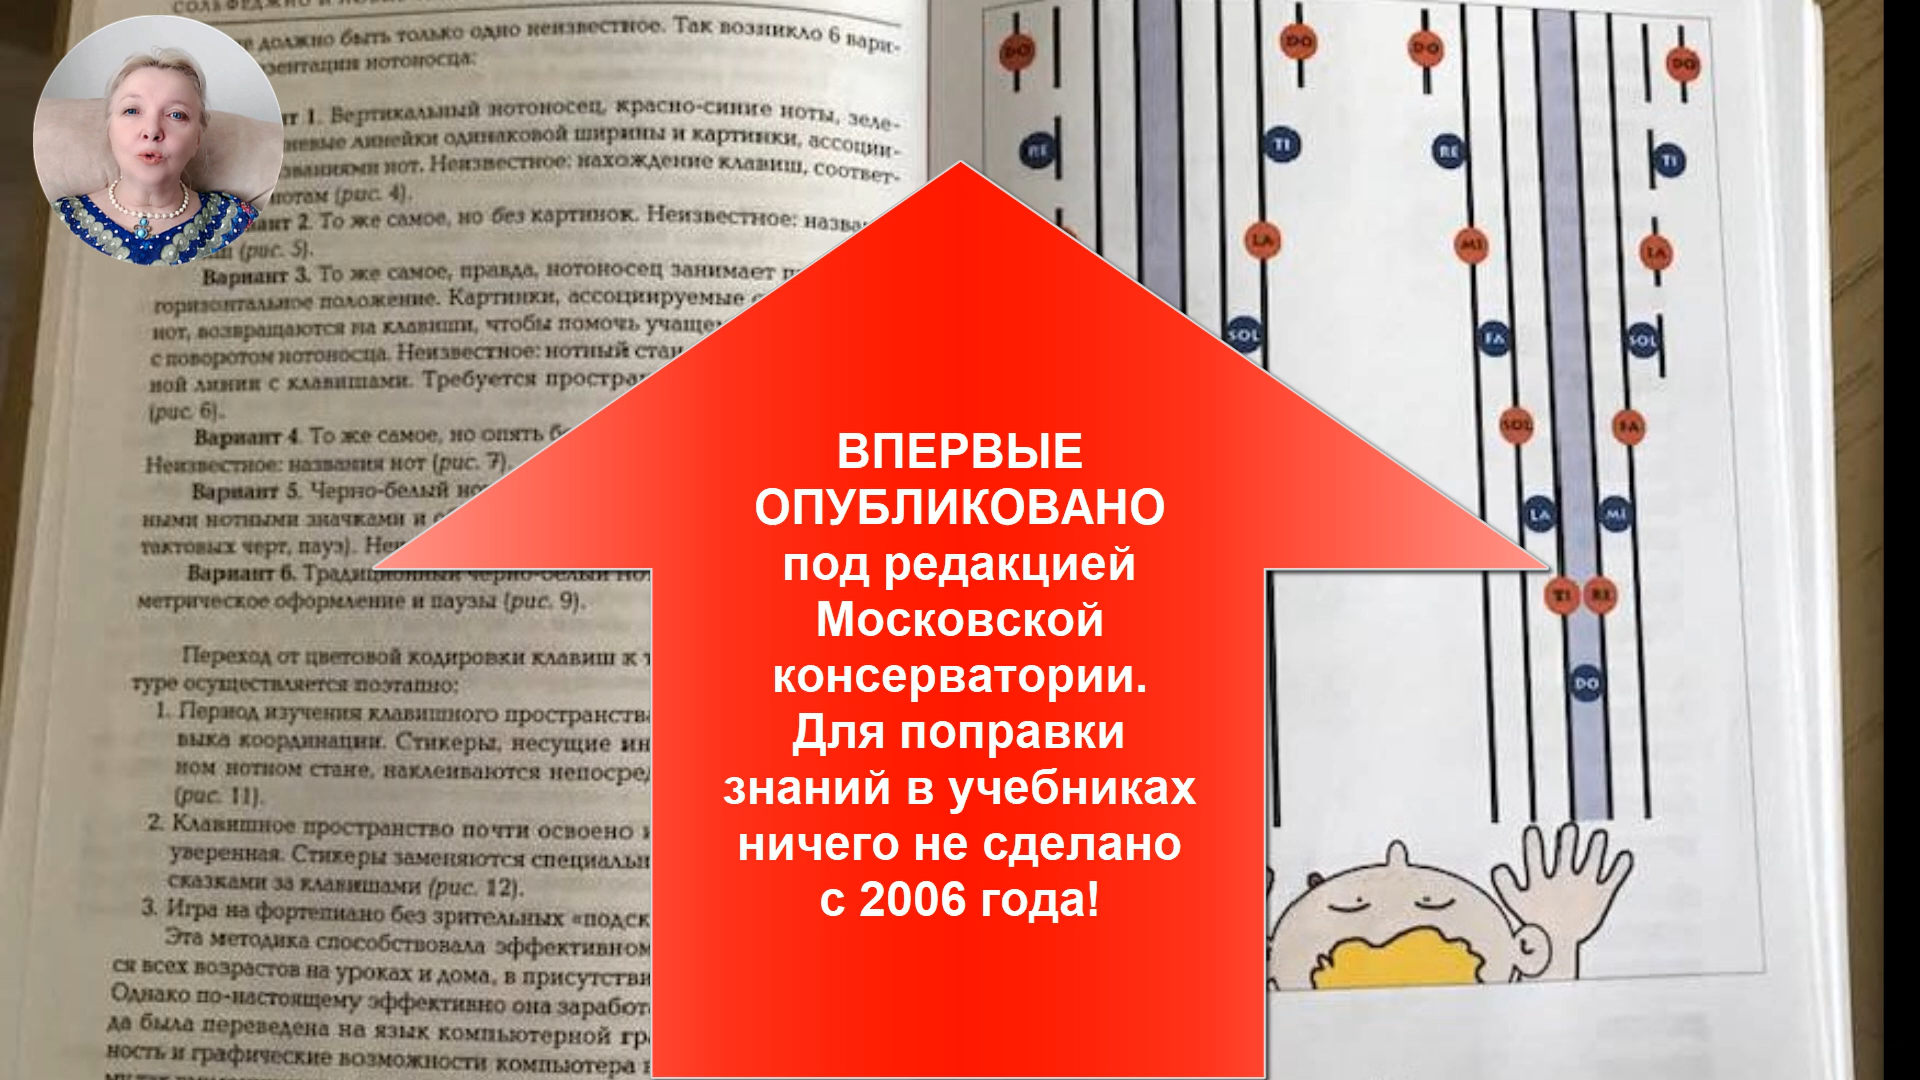 СОЛЬФЕДЖИО И
должно быть только одно неизвестное. Так возникло 6 вари-
зентации нотоносца:
1. Вертикальный нотоносец, красно-синие ноты, зеле-
невые линейки одинаковой ширины и картинки, ассоции-
званиями нот. Неизвестное: нахождение клавиш, соответ-
нотам (рис. 4).
2. То же самое, но без картинок. Неизвестное: назва
(рис. 5).
Вариант 3. То же самое, правда, нотоносец занимает
горизонтальное положение. Картинки, ассоциируемые
нот, возвращаются на клавиши, чтобы помочь учаще
с поворотом нотоносца. Неизвестное: нотный стан
ной линии с клавишами. Требуется простра
(рис. 6).
Вариант 4. То же самое, но опять б
Неизвестное: названия нот (рис. 7).
Вариант 5. Черно-белый но
ными нотными значками и
тактовых черт, пауз). Не
Вариант 6. Традиционный черно-белый
метрическое оформление и паузы (рис. 9).
Переход от цветовой кодировки клавиш к
туре осуществляется поэтапно:
1. Период изучения клавишного пространства
выка координации. Стикеры, несущие ин
ном нотном стане, наклеиваются непосред
(рис. 11).
2. Клавишное пространство почти освоено
уверенная. Стикеры заменяются специальн
сказками за клавишами (рис. 12).
3. Игра на фортепиано без зрительных «подск
Эта методика способствовала эффективном
ся всех возрастов на уроках и дома, в присутстви
Однако по-настоящему эффективно она заработ
да была переведена на язык компьютерной гр
ность и графические возможности компьютера
ВПЕРВЫЕ
ОПУБЛИКОВАНО
под редакцией
Московской
консерватории.
Для поправки
знаний в учебниках
ничего не сделано
с 2006 года!
DO DO DO DO
RE TI RE TI
LA MI LA
SOL FA SOL
SOL FA
LA MI
TI RE
DO